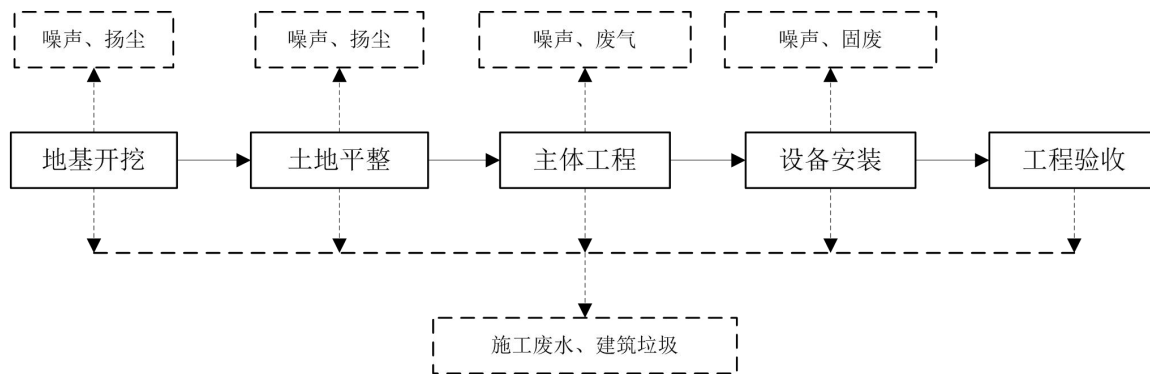 噪声、扬尘
噪声、扬尘
噪声、废气
噪声、固废
地基开挖
土地平整
主体工程
设备安装
工程验收
施工废水、建筑垃圾